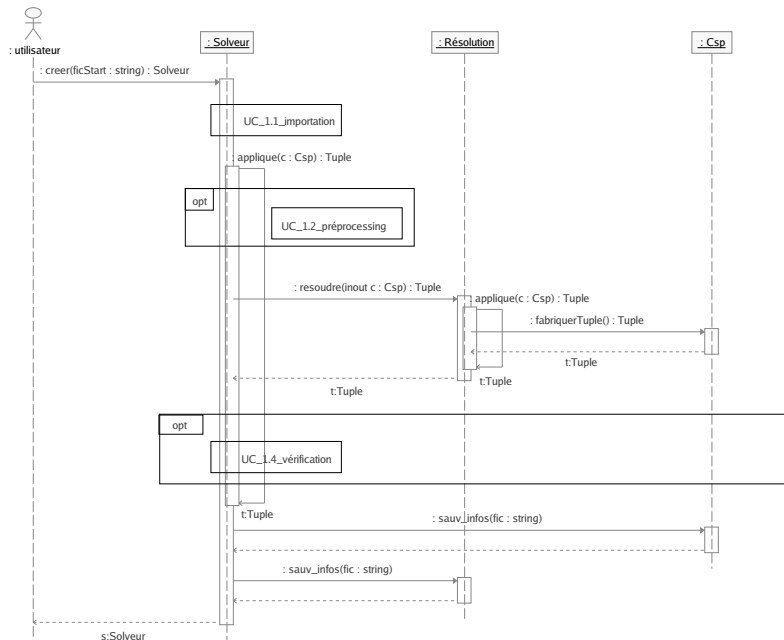 : utilisateur
: Solveur
: Résolution
: Csp
: creer(ficStart : string) : Solveur
UC_1.1_importation
: applique(c : Csp) : Tuple
opt
UC_1.2_préprocessing
: resoudre(inout c : Csp) : Tuple
: applique(c : Csp) : Tuple
: fabriquerTuple() : Tuple
t:Tuple
t:Tuple
t:Tuple
opt
UC_1.4_vérification
t:Tuple
: sauv_infos(fic : string)
: sauv_infos(fic : string)
s:Solveur